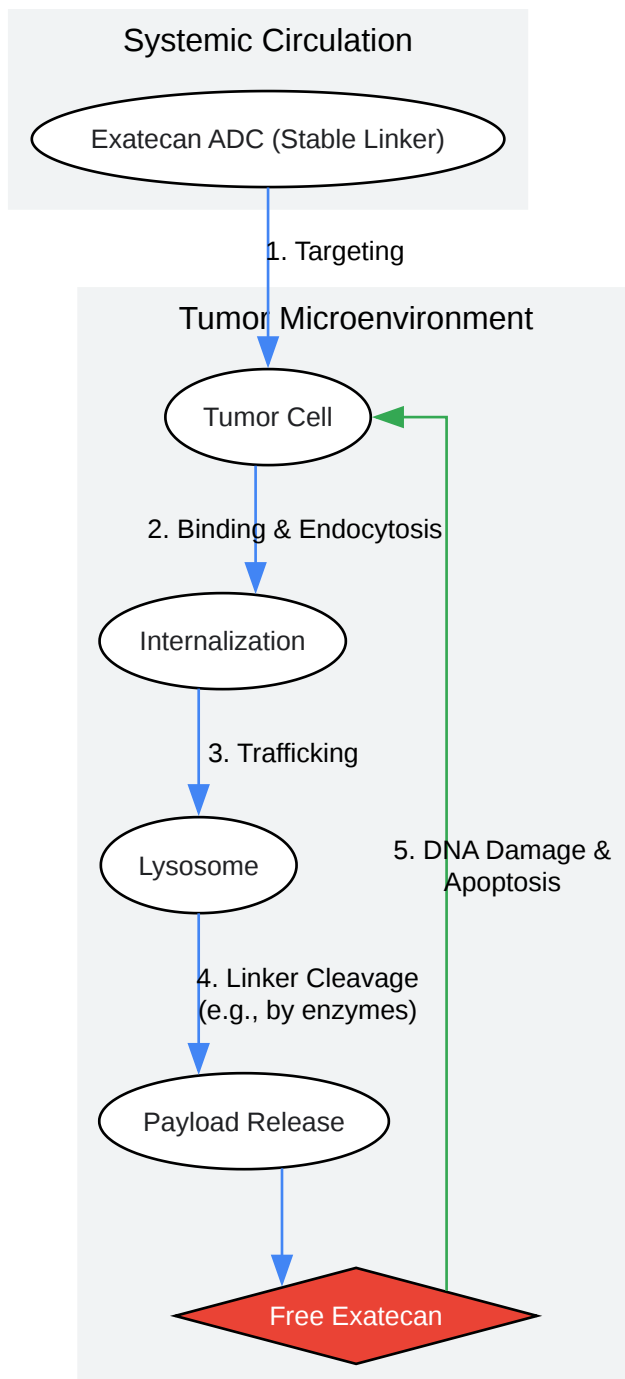 Systemic Circulation
Exatecan ADC (Stable Linker)
1. Targeting
Tumor Microenvironment
Tumor Cell
2. Binding & Endocytosis
Internalization
3. Trafficking
Lysosome
5. DNA Damage &
Apoptosis
4. Linker Cleavage
(e.g., by enzymes)
Payload Release
Free Exatecan